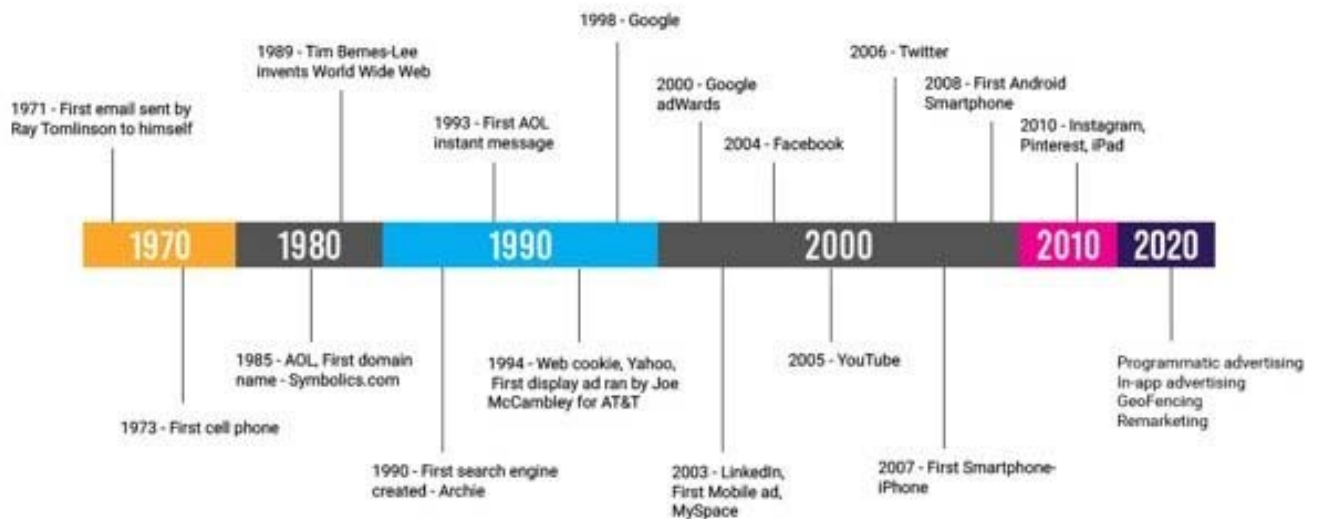 1998 - Google
1989 - Tim Bernes-Lee
invents World Wide Web
2006 - Twitter
2000 - Google
adWards
2008 - First Android
Smartphone
1971 - First email sent by
Ray Tomlinson to himself
1993 - First AOL
instant message
2004 - Facebook
2010 - Instagram,
Pinterest, iPad
1970
1980
1990
2000
2010
2020
1985 - AOL, First domain
name - Symbolics.com
1994 - Web cookie, Yahoo,
First display ad ran by Joe
McCambley for AT&T
2005 - YouTube
Programmatic advertising
In-app advertising
GeoFencing
Remarketing
1973 - First cell phone
1990 - First search engine
created - Archie
2003 - LinkedIn,
First Mobile ad,
MySpace
2007 - First Smartphone-
iPhone